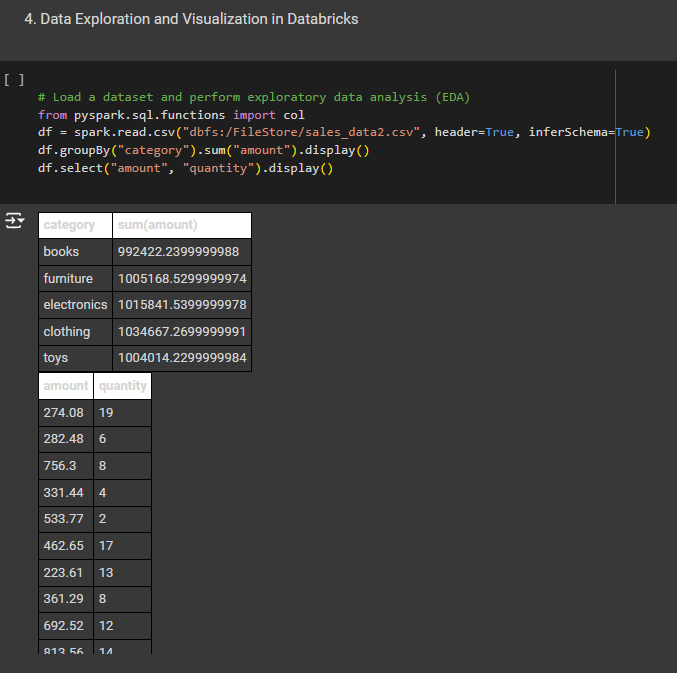 4. Data Exploration and Visualization in Databricks
[ ]
# Load a dataset and perform exploratory data analysis (EDA)
from pyspark.sql.functions import col
df = spark.read.csv("dbfs:/FileStore/sales_data2.csv", header=True, inferSchema=True)
df.groupBy("category").sum("amount").display()
df.select("amount", "quantity").display()
category sum(amount)
books 992422.2399999988
furniture 1005168.5299999974
electronics 1015841.5399999978
clothing 1034667.2699999991
toys 1004014.2299999984
amount quantity
274.08 19
282.48 6
756.3 8
331.44 4
533.77 2
462.65 17
223.61 13
361.29 8
692.52 12
813.56 14